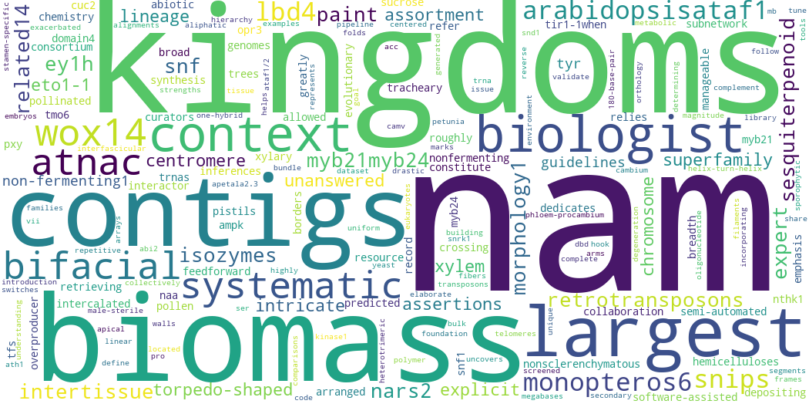 kingdoms
nam
biomass
contigs
largest
biologist
systematic
context
bifacial
atnac
wox14
arabidopsisataf1
lbd4
paint
assortment
refer
lineage
abiotic
cuc2
chemistry
exacerbated
hierarchy
aliphatic
sucrose
pipeline
centered
metabolic
examples
mb
tune
stamen-specific
related14
alignments
domain4
consortium
ey1h
eto1-1
pollinated
embryos
tmo6
opr3
folds
genomes
broad
snf
synthesis
strengths
tissue
trees
greatly
represents
evolutionary
goal
acc
ataf1/2
helps
generated
tracheary
trna
issue
tir1-1when
snd1
reverse
tyr
validate
180-base-pair
orthology
subnetwork
determining
manageable
magnitude
complement
library
follow
tools
sesquiterpenoid
curators
one-hybrid
allowed
camv
petunia
roughly
marks
environment
relies
myb21
pxy
interfascicular
xylary
myb21myb24
nonfermenting
constitute
centromere
trnas
inferences
bundle
dataset
drastic
guidelines
cambium
superfamily
helix-turn-helix
non-fermenting1
interactor
apetala2.3
unanswered
borders
eukaryotes
record
myb24
phloem-procambium
morphology1
dedicates
chromosome
degeneration
breadth
oligonucleotide
filaments
incorporating
expert
emphasis
sporophytic
share
families
vii
arrays
pistils
ampk
uniform
building
snrk1
crossing
xylem
fibers
transposons
dbd
hook
arms
complete
repetitive
abi2
isozymes
feedforward
highly
resource
yeast
introduction
switches
retrieving
collectively
intercalated
naa
pollen
ser
intricate
predicted
assertions
elaborate
retrotransposons
nthk1
collaboration
semi-automated
unique
understanding
tfs
ath1
overproducer
male-sterile
apical
walls
linear
pro
define
located
kinase1
comparisons
polymer
heterotrimeric
bulk
foundation
telomeres
snf1
uncovers
nonsclerenchymatous
hemicelluloses
screened
segments
frames
monopteros6
snips
intertissue
torpedo-shaped
code
arranged
nars2
explicit
megabases
secondary
software-assisted
depositing